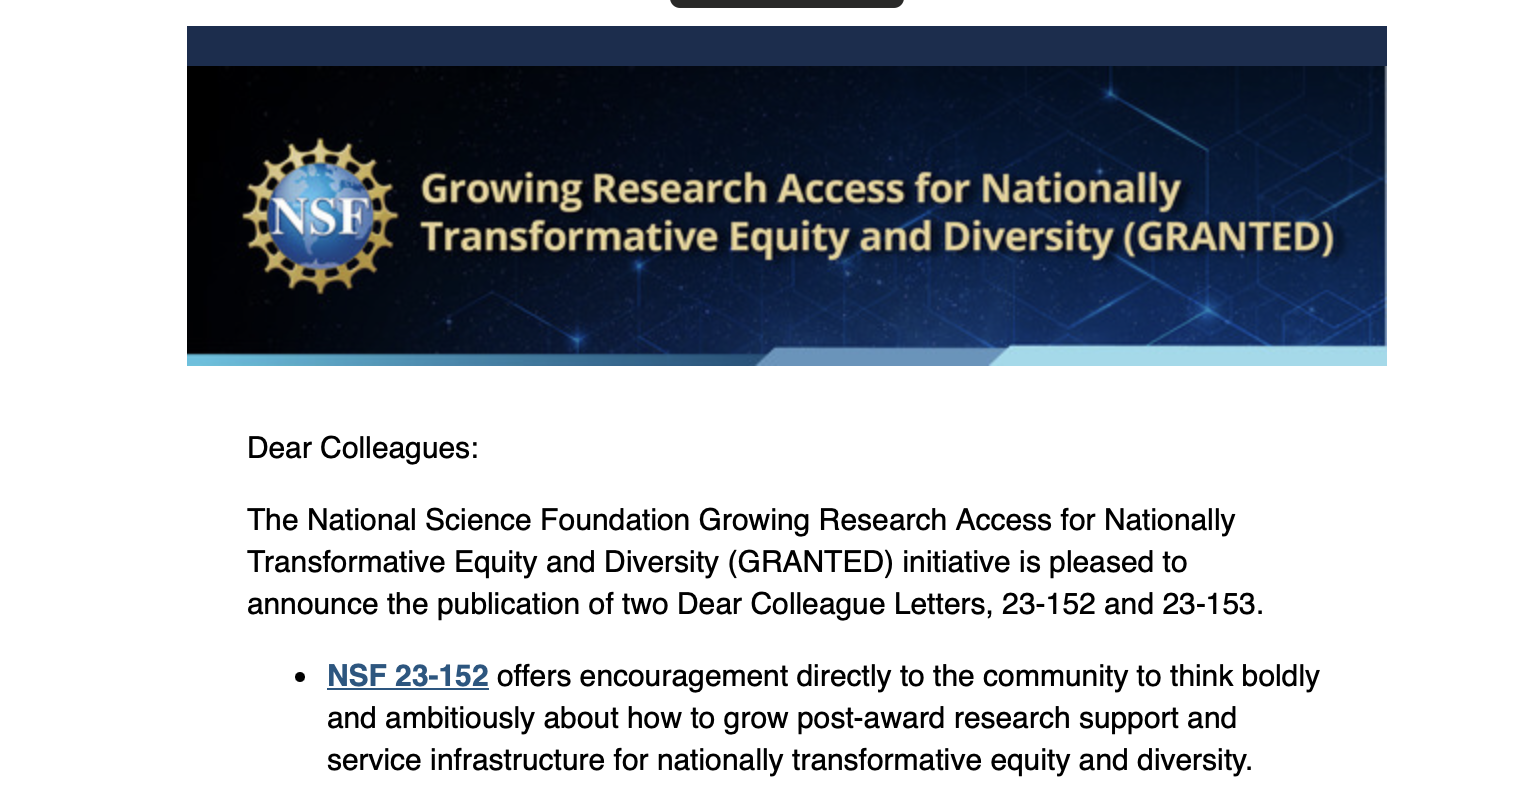 NSF
Growing Research Access for Nationally
Transformative Equity and Diversity (GRANTED)
Dear Colleagues:
The National Science Foundation Growing Research Access for Nationally
Transformative Equity and Diversity (GRANTED) initiative is pleased to
announce the publication of two Dear Colleague Letters, 23-152 and 23-153.
• NSF 23-152 offers encouragement directly to the community to think boldly
and ambitiously about how to grow post-award research support and
service infrastructure for nationally transformative equity and diversity.